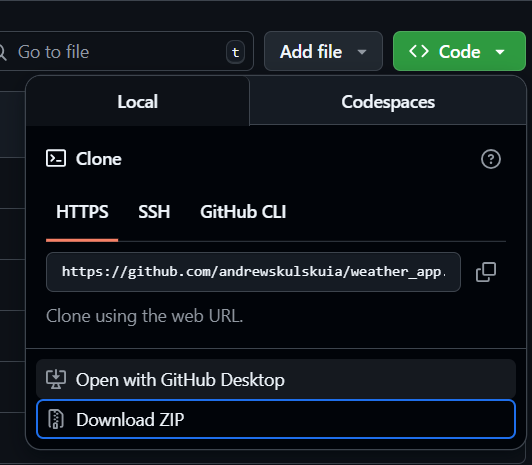 Go to file
t
Add file
Code
Local
Codespaces
Clone
HTTPS
SSH
GitHub CLI
https://github.com/andrewskulskuia/weather_app.
Clone using the web URL.
Open with GitHub Desktop
Download ZIP